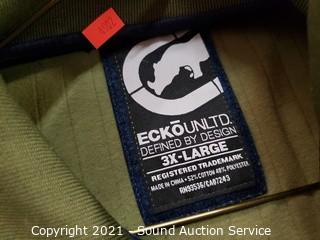 ECKŌUNLTD.
DEFINED BY DESIGN
3X-LARGE
REGISTERED TRADEMARK
MADE IN CHINA • 52% COTTON 48% POLYESTER
RN93536/CA07243
Copyright 2021 - Sound Auction Service